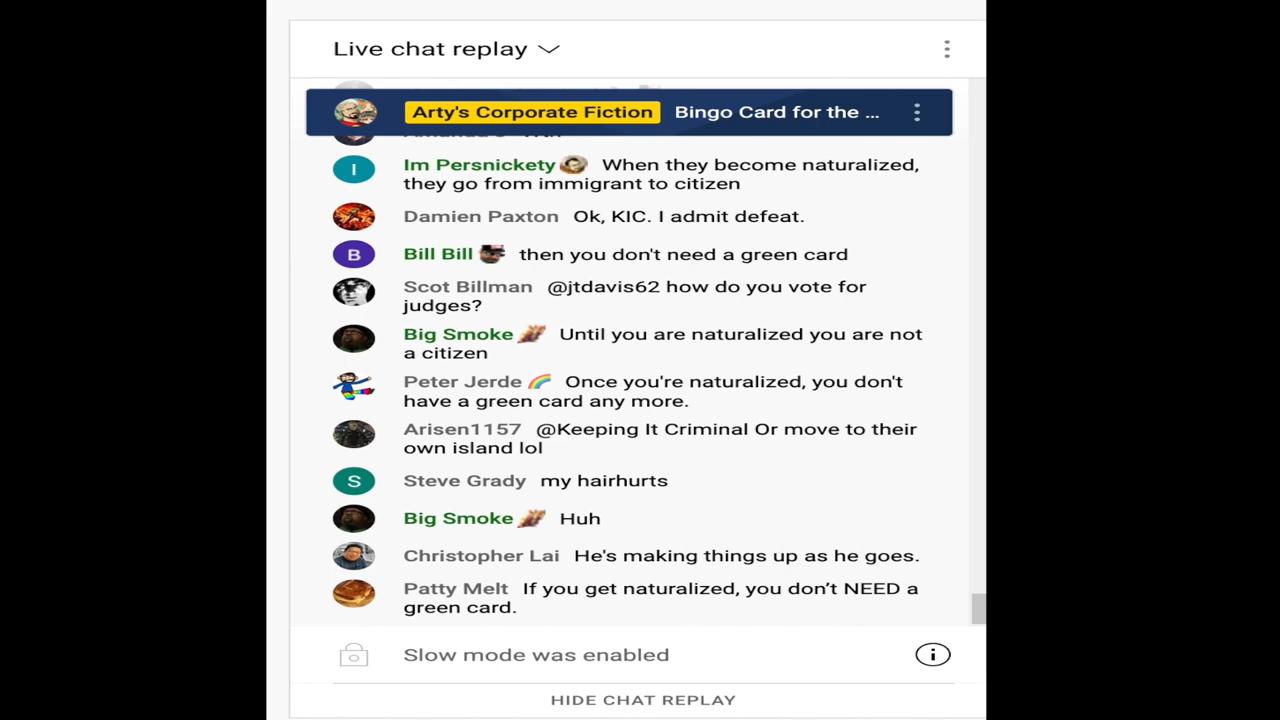 Live chat replay
Arty's Corporate Fiction Bingo Card for the ...
I Im Persnickety When they become naturalized,
they go from immigrant to citizen
Damien Paxton Ok, KIC. I admit defeat.
B Bill Bill then you don't need a green card
Scot Billman @jtdavis62 how do you vote for
judges?
Big Smoke Until you are naturalized you are not
a citizen
Peter Jerde 🌈 Once you're naturalized, you don't
have a green card any more.
Arisen1157 @Keeping It Criminal Or move to their
own island lol
S Steve Grady my hairhurts
Big Smoke Huh
Christopher Lai He's making things up as he goes.
Patty Melt If you get naturalized, you don’t NEED a
green card.
Slow mode was enabled
HIDE CHAT REPLAY